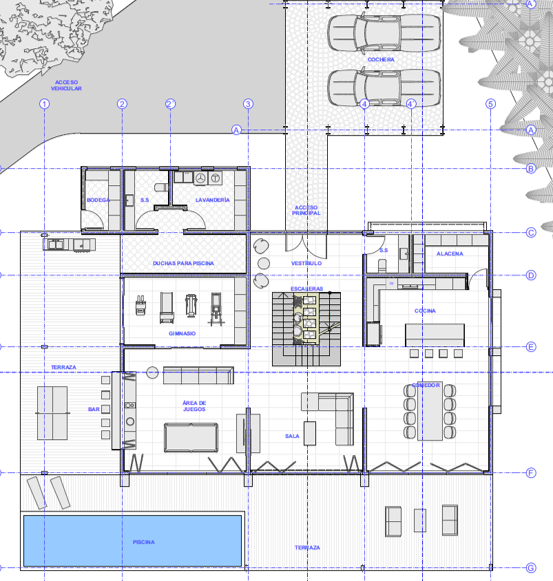 A'
COCHERA
ACCESO
VEHICULAR
1
2
2'
3
4
4'
5
A
A
B
BODEGA
S.S
LAVANDERÍA
ACCESO
PRINCIPAL
C
S.S
ALACENA
DUCHAS PARA PISCINA
VESTÍBULO
D
ESCALERAS
COCINA
GIMNASIO
E
TERRAZA
COMEDOR
BAR
ÁREA DE
JUEGOS
SALA
F
PISCINA
TERRAZA
G